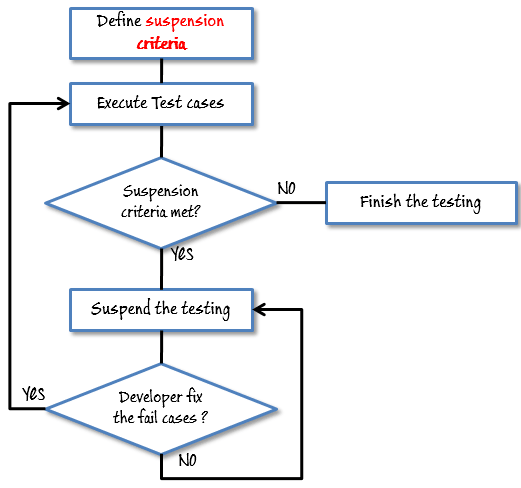 Define suspension
criteria
Execute Test cases
Suspension
criteria met?
NO
Finish the testing
Yes
Suspend the testing
Developer fix
the fail cases ?
Yes
NO